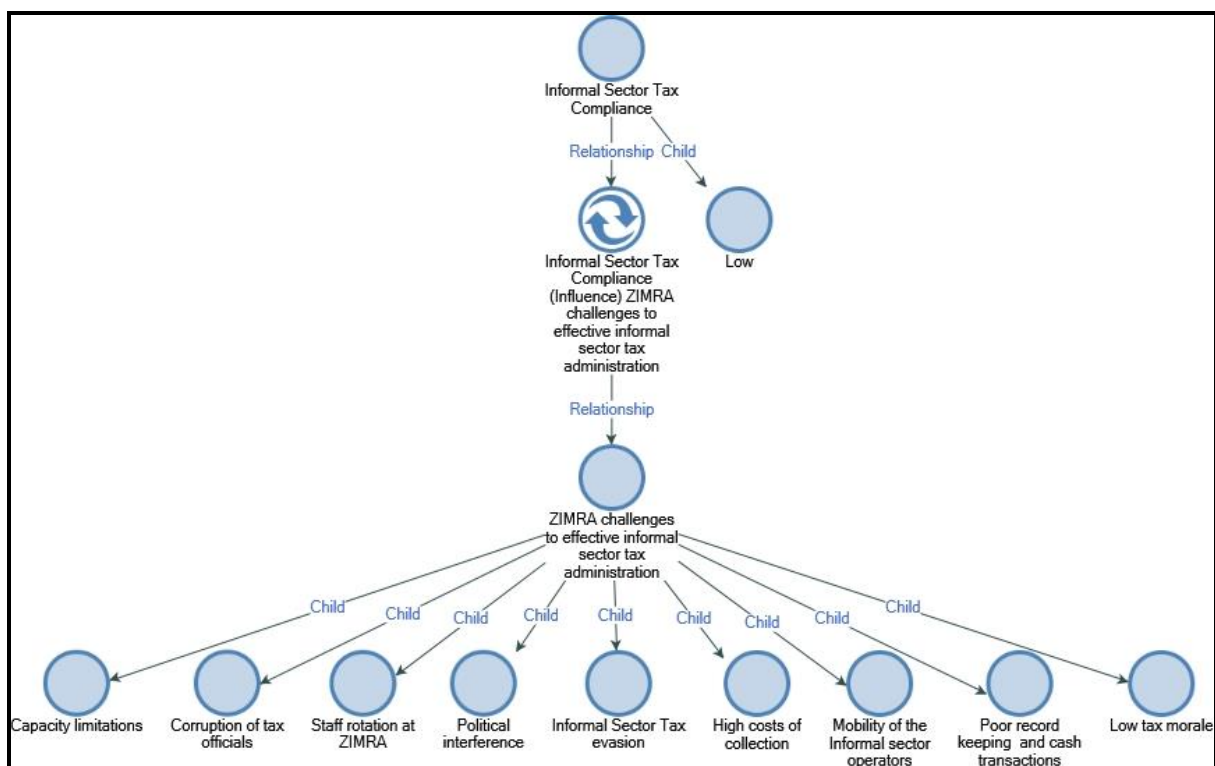 Informal Sector Tax
Compliance
Relationship Child
Informal Sector Tax
Compliance
(Influence) ZIMRA
challenges to
effective informal
sector tax
administration
Low
Relationship
ZIMRA challenges
to effective informal
sector tax
administration
Child Child Child Child Child Child Child Child Child
Capacity limitations
Corruption of tax
officials
Staff rotation at
ZIMRA
Political
interference
Informal Sector Tax
evasion
High costs of
collection
Mobility of the
Informal sector
operators
Poor record
keeping and cash
transactions
Low tax morale